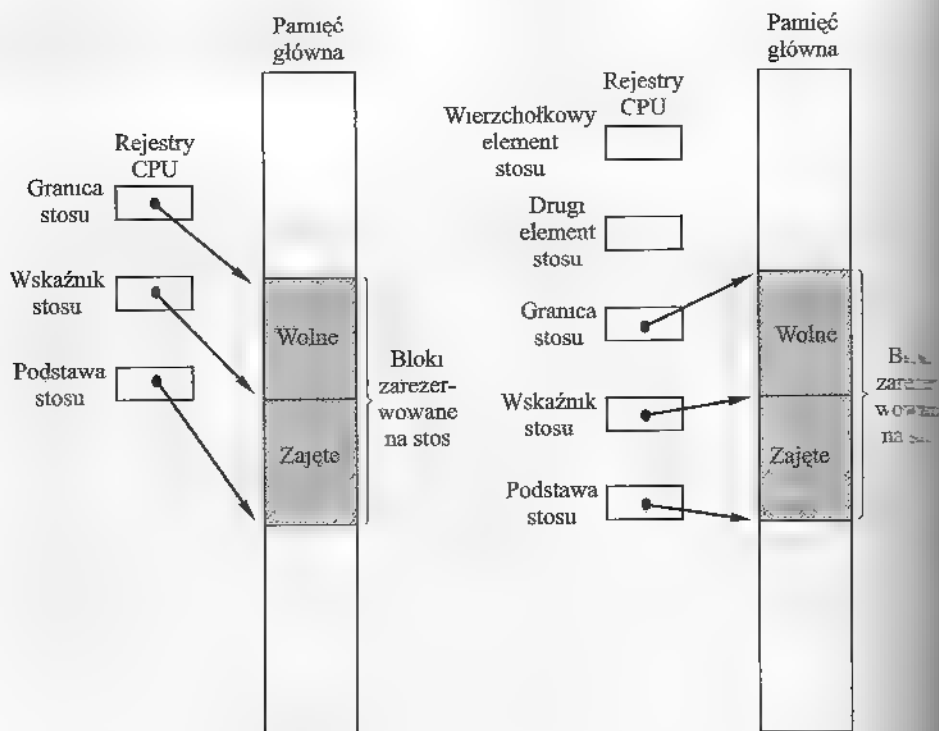 Pamięć
główna
Rejestry
CPU
Granica
stosu
Wskaźnik
stosu
Podstawa
stosu
Wolne
Zajęte
Bloki
zarezer-
wowane
na stos
Pamięć
główna
Rejestry
CPU
Wierzchołkowy
element
stosu
Drugi
element
stosu
Granica
stosu
Wskaźnik
stosu
Podstawa
stosu
Wolne
Zajęte
na